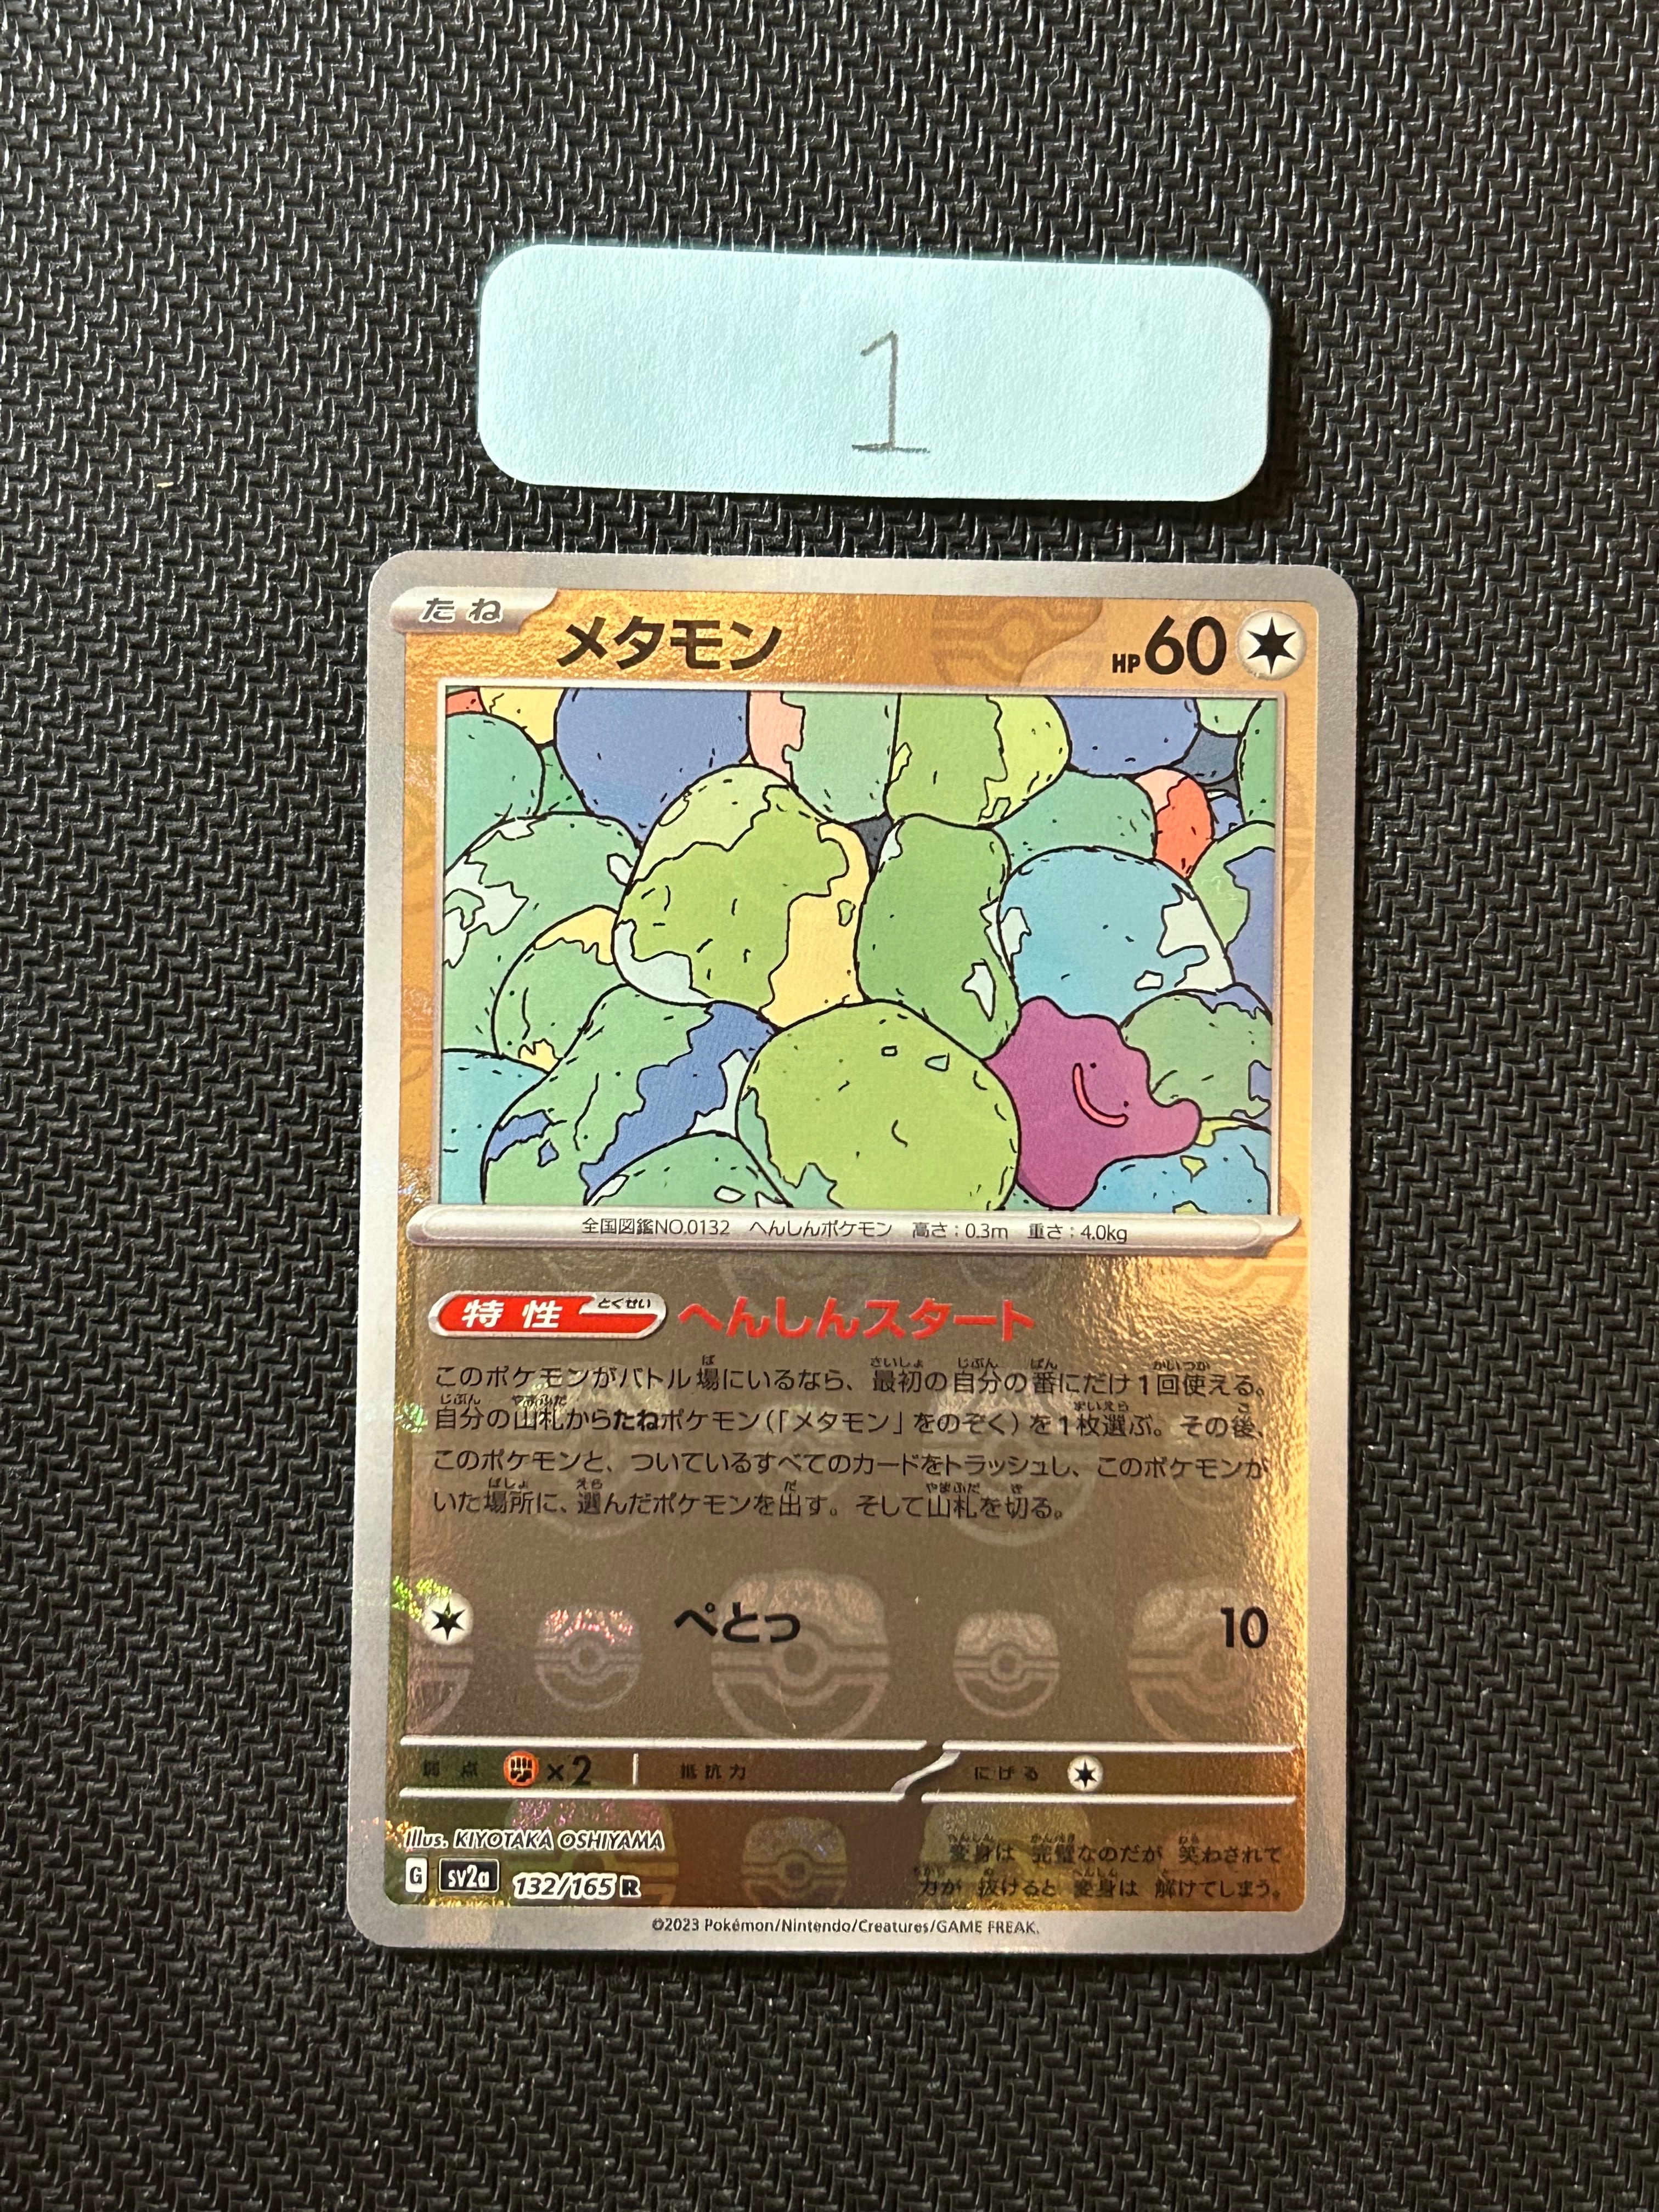 1
たね
メタモン
HP60
全国図鑑NO.0132 へんしんポケモン 高さ:0.3m 重さ:4.0kg
特性 とくせい へんしんスタート
このポケモンがバトル場にいるなら、最初の自分の番にだけ1回使える。
自分の山札からたねポケモン(「メタモン」をのぞく)を1枚選ぶ。その後、
このポケモンと、ついているすべてのカードをトラッシュし、このポケモンが
いた場所に、選んだポケモンを出す。そして山札を切る。
ぺとっ 10
弱点 ×2 抵抗力 にげる
Illus. KIYOTAKA OSHIYAMA
変身は 完璧なのだが 笑わされて
力が 抜けると 変身は 解けてしまう。
G sv2a 132/165 R
©2023 Pokémon/Nintendo/Creatures/GAME FREAK.